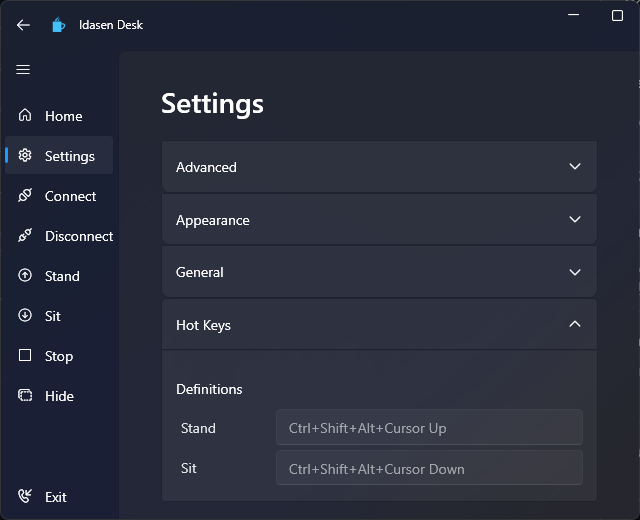 Idasen Desk
Home
Settings
Connect
Disconnect
Stand
Sit
Stop
Hide
Exit
Settings
Advanced
Appearance
General
Hot Keys
Definitions
Stand Ctrl+Shift+Alt+Cursor Up
Sit Ctrl+Shift+Alt+Cursor Down